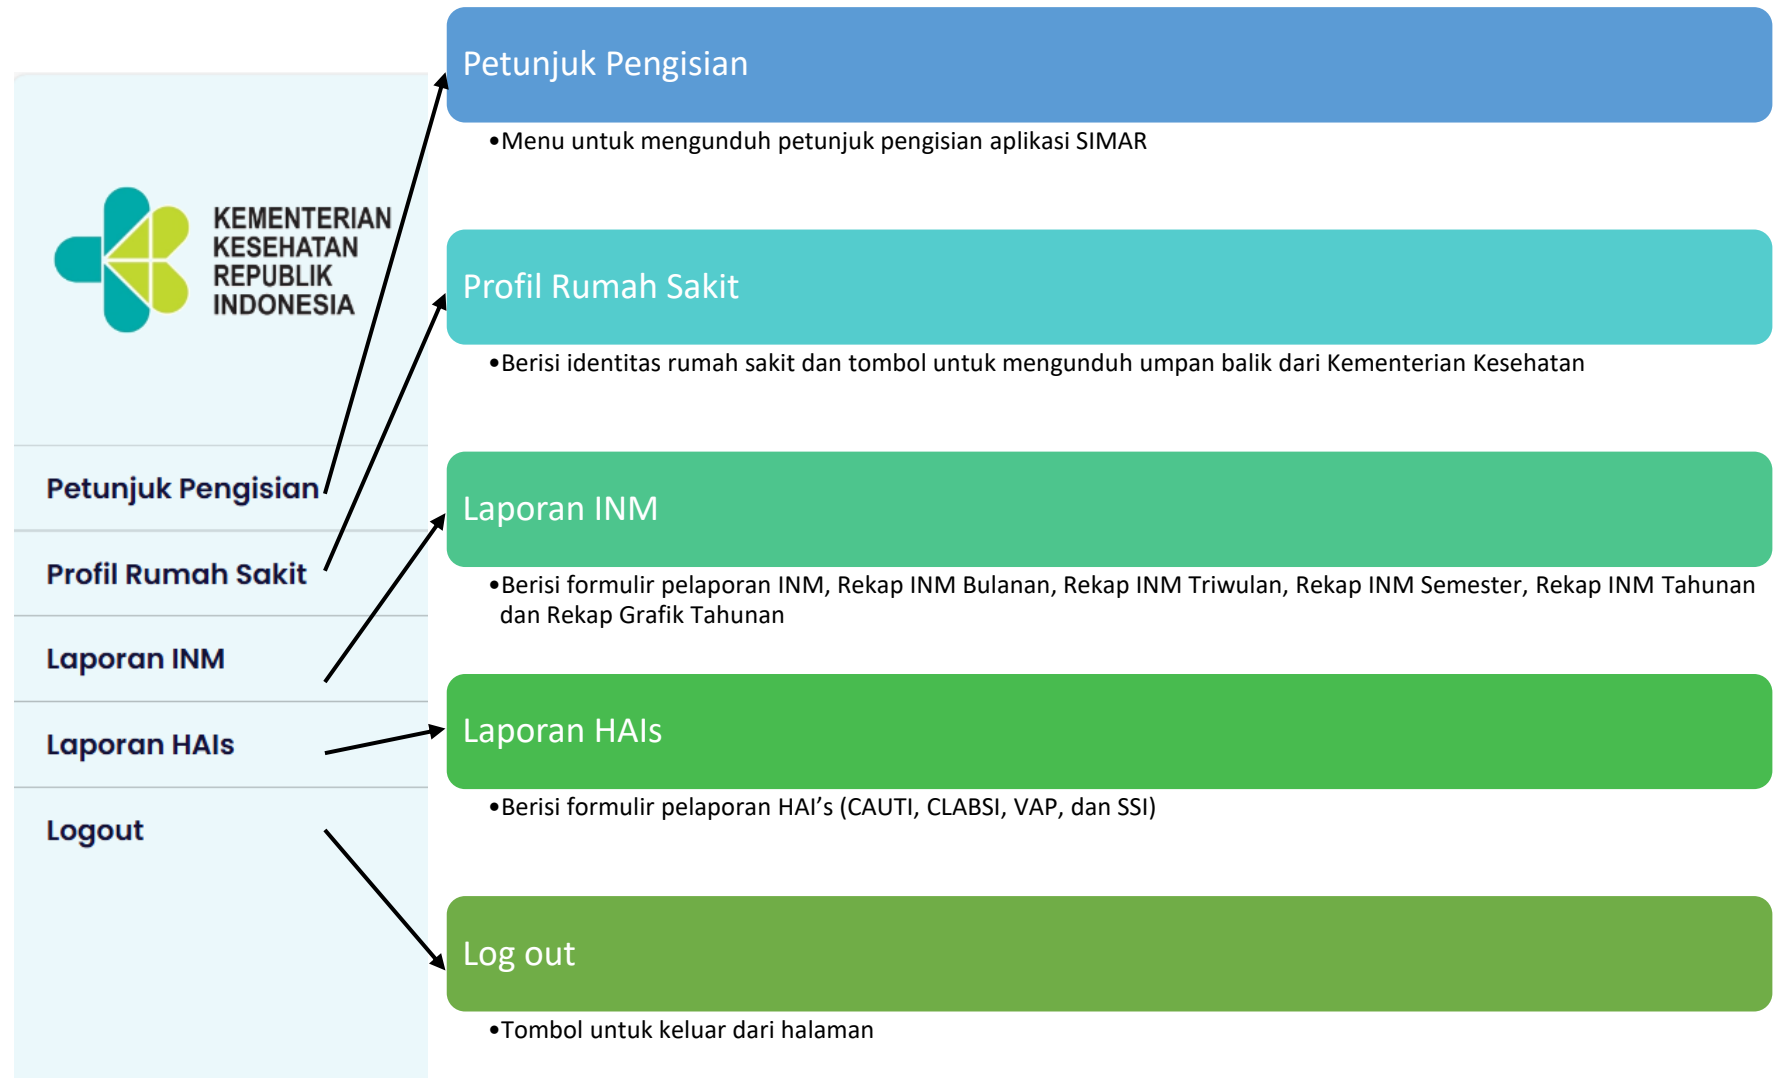 KEMENTERIAN
KESEHATAN
REPUBLIK
INDONESIA
Petunjuk Pengisian
Profil Rumah Sakit
Laporan INM
Laporan HAIs
Logout
Petunjuk Pengisian
•Menu untuk mengunduh petunjuk pengisian aplikasi SIMAR
Profil Rumah Sakit
•Berisi identitas rumah sakit dan tombol untuk mengunduh umpan balik dari Kementerian Kesehatan
Laporan INM
•Berisi formulir pelaporan INM, Rekap INM Bulanan, Rekap INM Triwulan, Rekap INM Semester, Rekap INM Tahunan
dan Rekap Grafik Tahunan
Laporan HAIs
•Berisi formulir pelaporan HAI’s (CAUTI, CLABSI, VAP, dan SSI)
Log out
•Tombol untuk keluar dari halaman